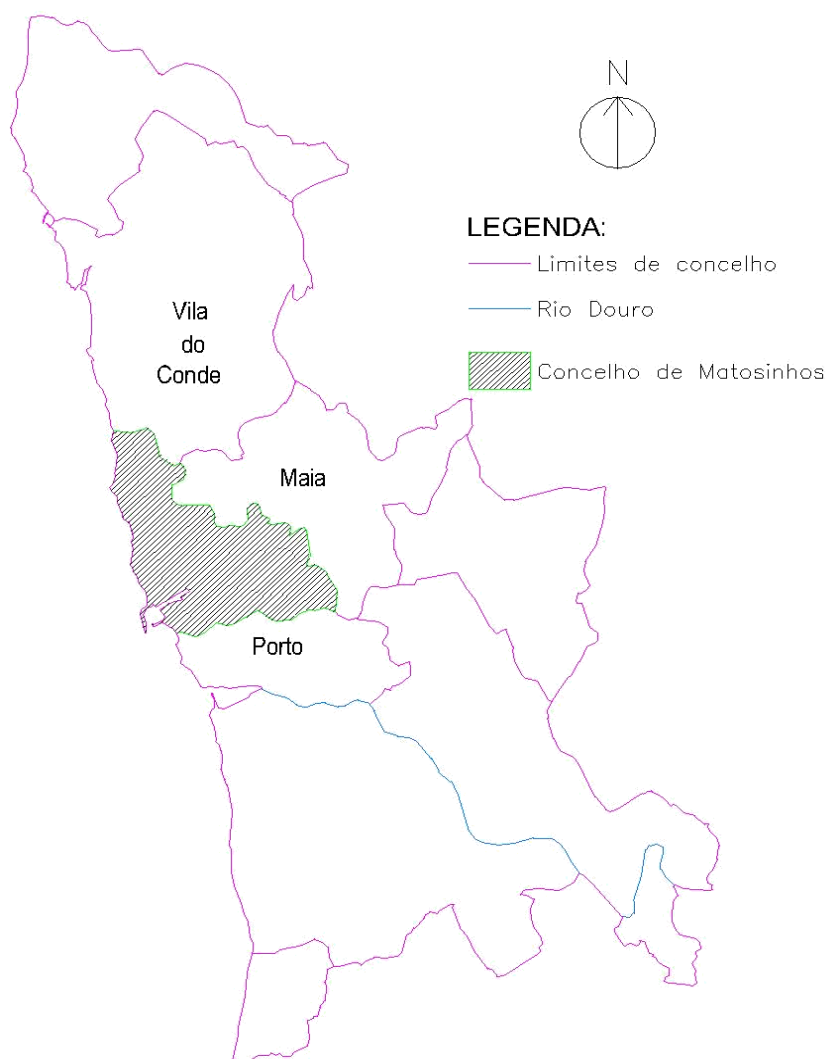 N
LEGENDA:
Limites de concelho
Rio Douro
Concelho de Matosinhos
Vila
do
Conde
Maia
Porto